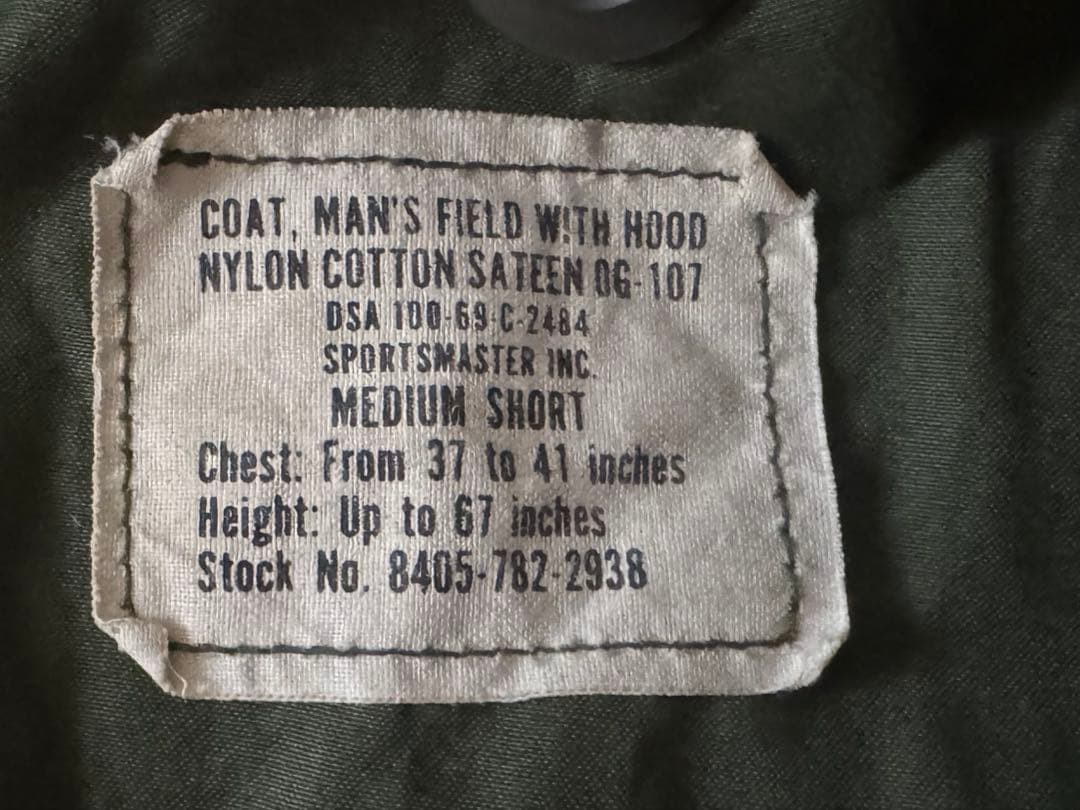 COAT, MAN'S FIELD WITH HOOD
NYLON COTTON SATEEN OG-107
DSA 100-69-C-2484
SPORTSMASTER INC.
MEDIUM SHORT
Chest: From 37 to 41 inches
Height: Up to 67 inches
Stock No. 8405-782-2938